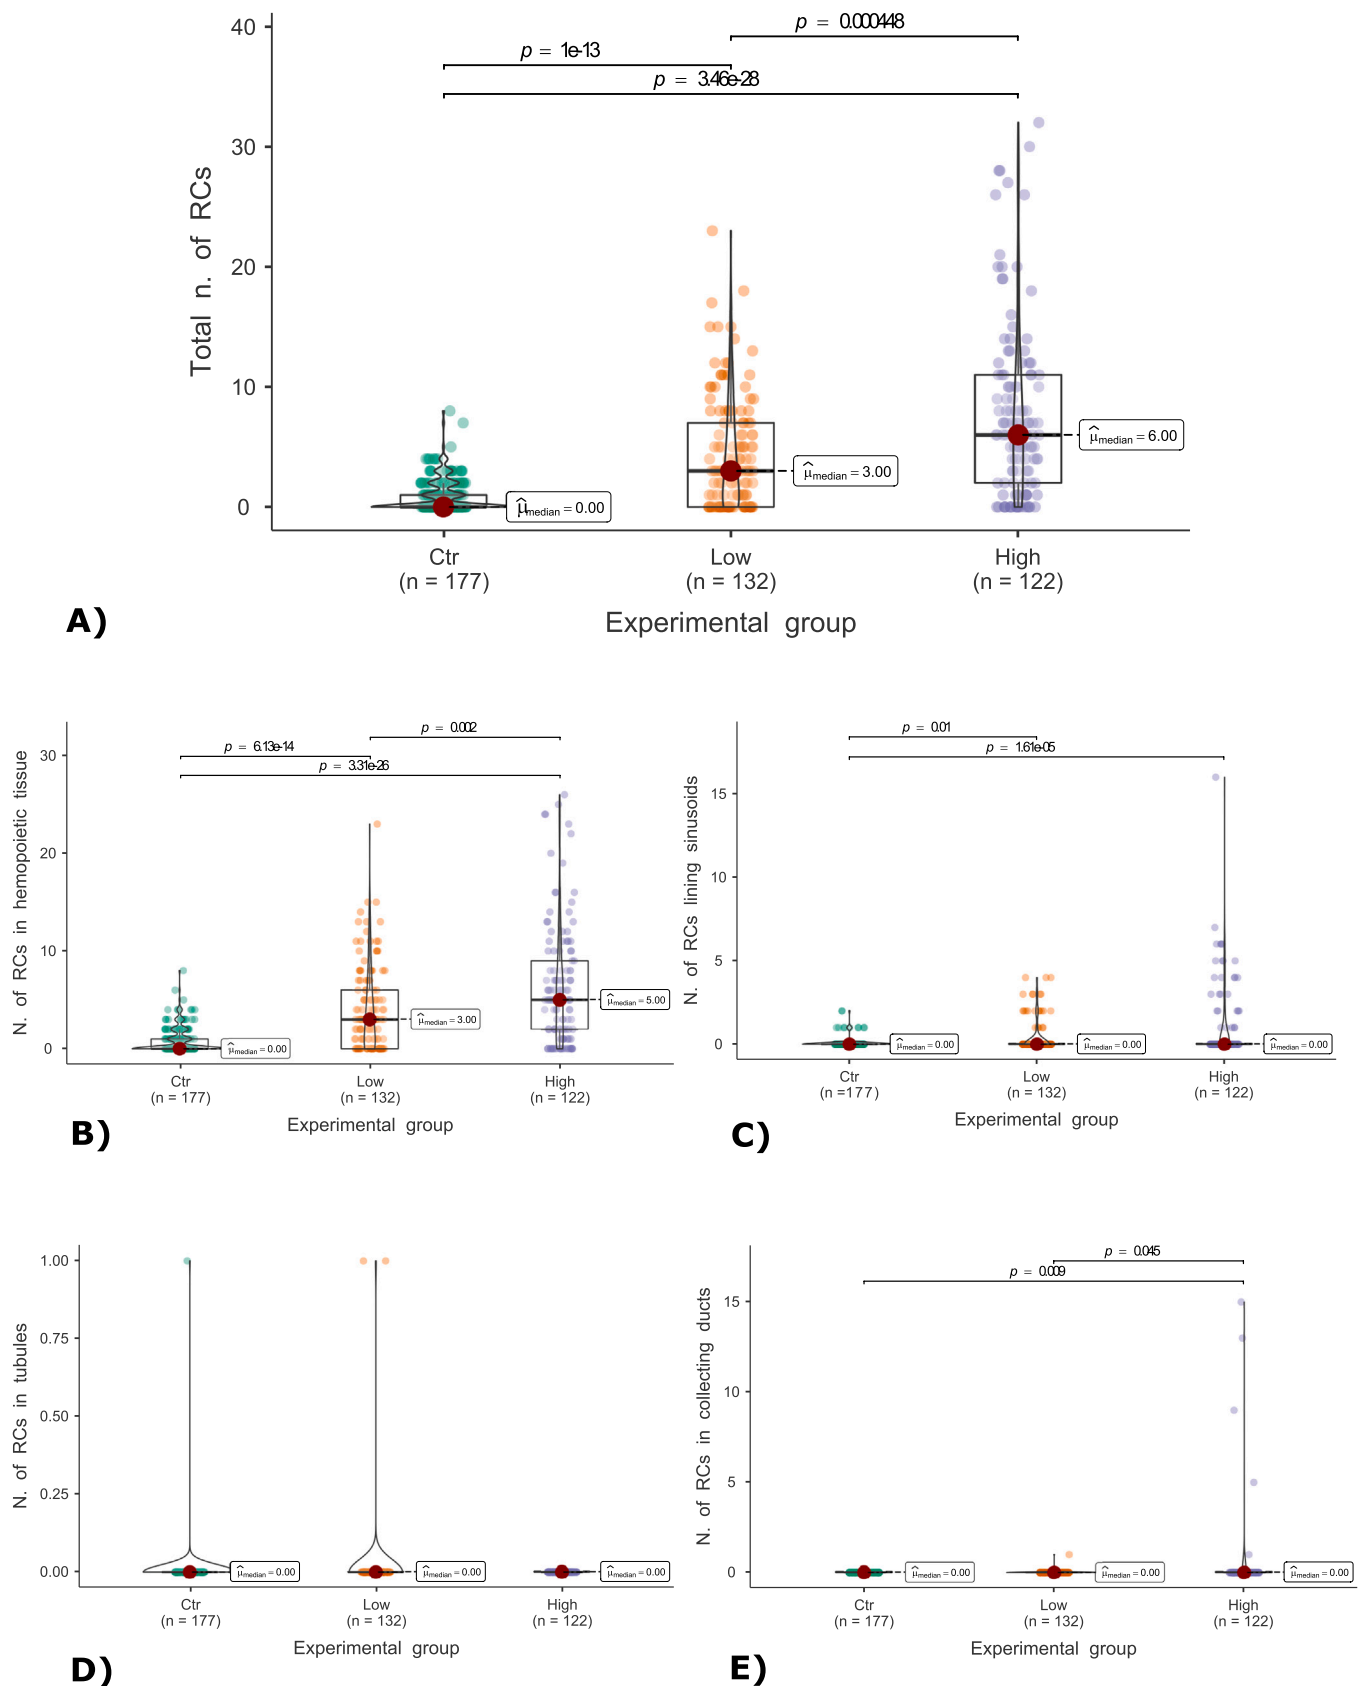 40
p = 0.000448
p = 1e-13
p = 3.46e-28
30
Total n. of RCs
20
10
μ̂median = 6.00
μ̂median = 3.00
0
μ̂median = 0.00
Ctr
(n = 177)
Low
(n = 132)
High
(n = 122)
A)
Experimental group
p = 0.002
p = 6.13e-14
p = 3.31e-26
30
N. of RCs in hemopoietic tissue
20
10
μ̂median = 5.00
μ̂median = 3.00
0
μ̂median = 0.00
Ctr
(n = 177)
Low
(n = 132)
High
(n = 122)
Experimental group
B)
p = 0.01
p = 1.61e-05
15
N. of RCs lining sinusoids
10
5
0
μ̂median = 0.00
μ̂median = 0.00
μ̂median = 0.00
Ctr
(n =177)
Low
(n = 132)
High
(n = 122)
Experimental group
C)
1.00
0.75
N. of RCs in tubules
0.50
0.25
0.00
μ̂median = 0.00
μ̂median = 0.00
μ̂median = 0.00
Ctr
(n = 177)
Low
(n = 132)
High
(n = 122)
Experimental group
D)
p = 0.045
p = 0.009
15
N. of RCs in collecting ducts
10
5
0
μ̂median = 0.00
μ̂median = 0.00
μ̂median = 0.00
Ctr
(n = 177)
Low
(n = 132)
High
(n = 122)
Experimental group
E)